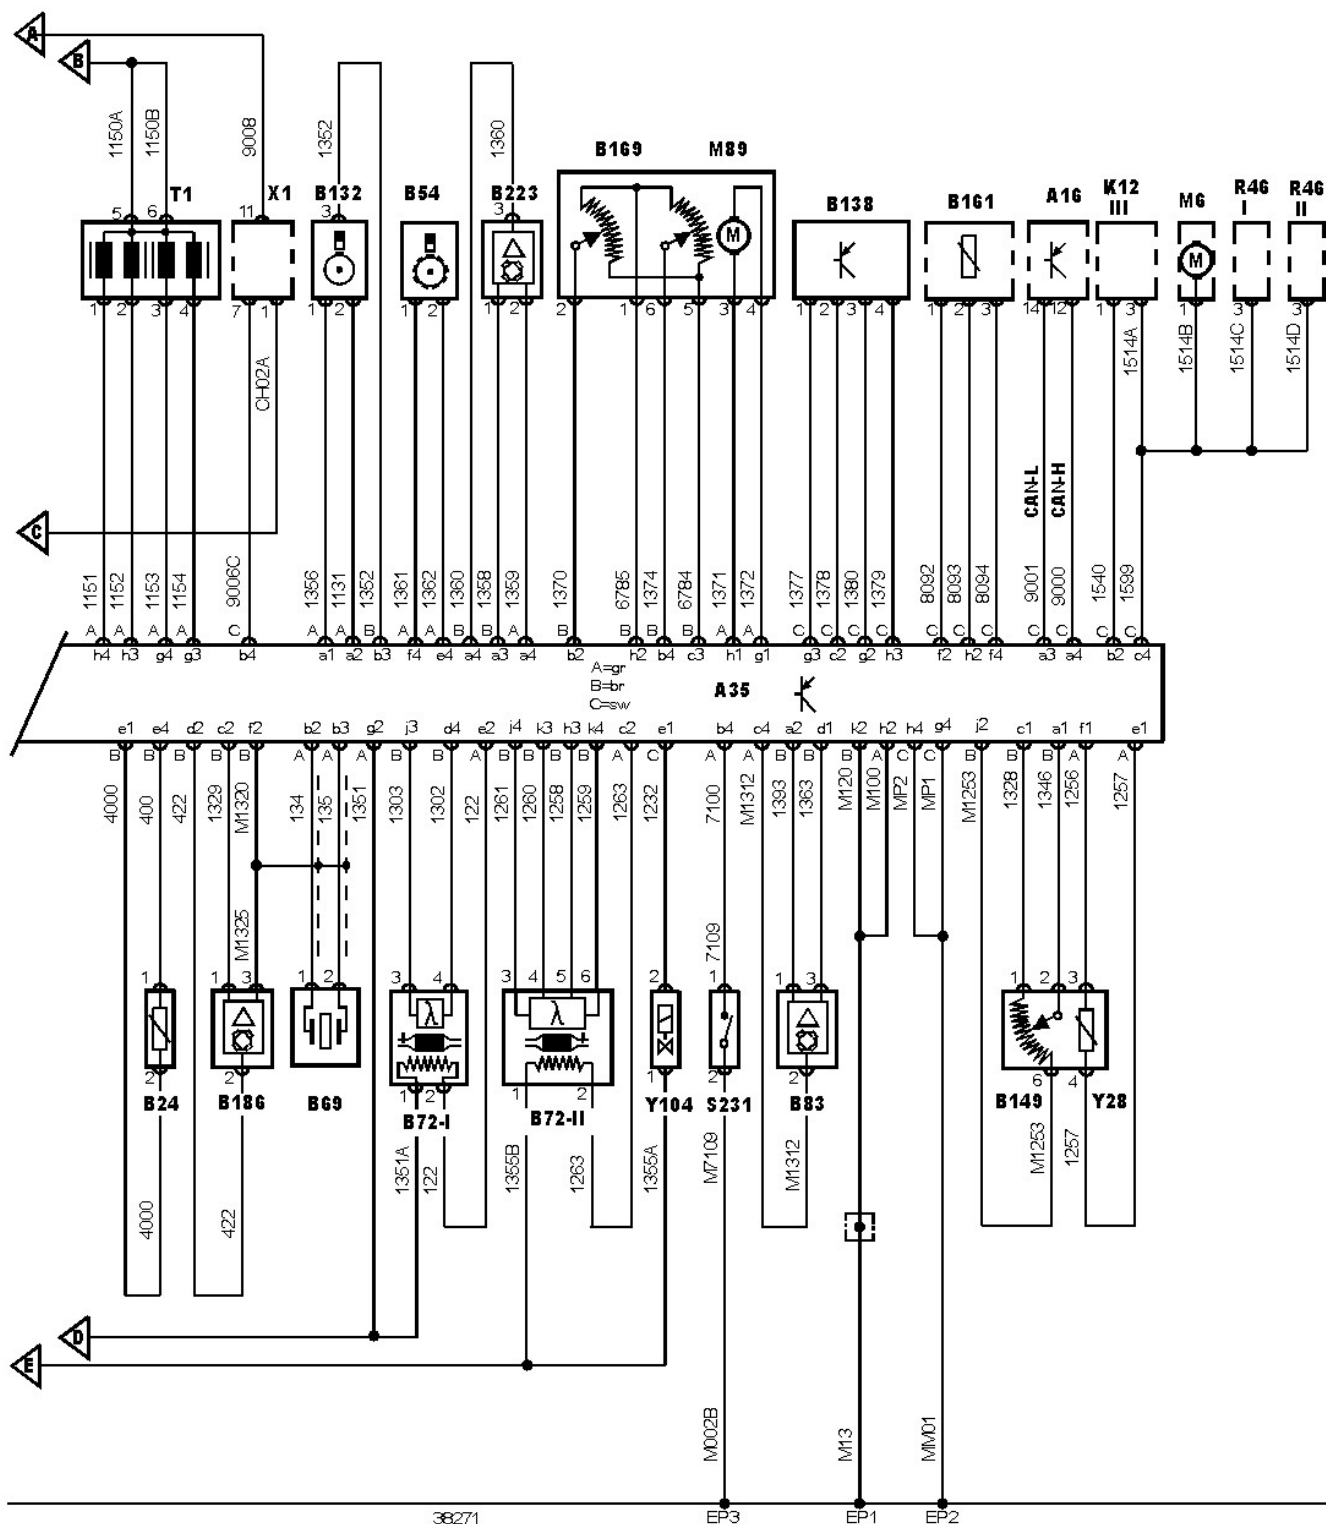 A
B
1150A
1150B
9008
1352
1360
T1
X1
B132
B54
B223
B169
M89
B138
B161
A16
K12
III
M6
R46
I
R46
II
5 6 11 3 3
M M
1 2 3 4 7 1 1 2 1 2 1 2 2 1 6 5 3 4 1 2 3 4 1 2 3 14 12 1 3 1 3 3
CH02A
1514A
1514B
1514C
1514D
CAN-L
CAN-H
C
1151
1152
1153
1154
9006C
1356
1131
1352
1361
1362
1360
1358
1359
1370
6785
1374
6784
1371
1372
1377
1378
1380
1379
8092
8093
8094
9001
9000
1540
1599
A A A A C A A B A A B B A B B B B A A C C C C C C C C C C C
h4 h3 g4 g3 b4 a1 a2 b3 f4 e4 a4 a3 a4 b2 h2 b4 c3 h1 g1 g3 c2 g2 h3 f2 h2 f4 a3 a4 b2 c4
A=gr
B=br
C=sw
A35
e1 e4 d2 c2 f2 b2 b3 g2 j3 d4 e2 j4 k3 h3 k4 c2 e1 b4 c4 a2 d1 k2 h2 h4 g4 j2 c1 a1 f1 e1
B B B B B A A A B B A B B B B A C A A B B B A C C B B B A A
4000
400
422
1329
M1320
134
135
1351
1303
1302
122
1261
1260
1258
1259
1263
1232
7100
M1312
1393
1363
M120
M100
MP2
MP1
M1253
1328
1346
1256
1257
M1325
7109
1 1 3 1 2 3 4 3 4 5 6 2 1 1 3 1 2 3
λ λ
2 2 1 2 1 2 1 2 2 6 4
B24
B186
B69
B72-I
B72-II
Y104
S231
B83
B149
Y28
4000
422
1351A
122
1355B
1263
1355A
M7109
M1312
M1253
1257
D
E
M002B
M13
MM01
38271
EP3
EP1
EP2